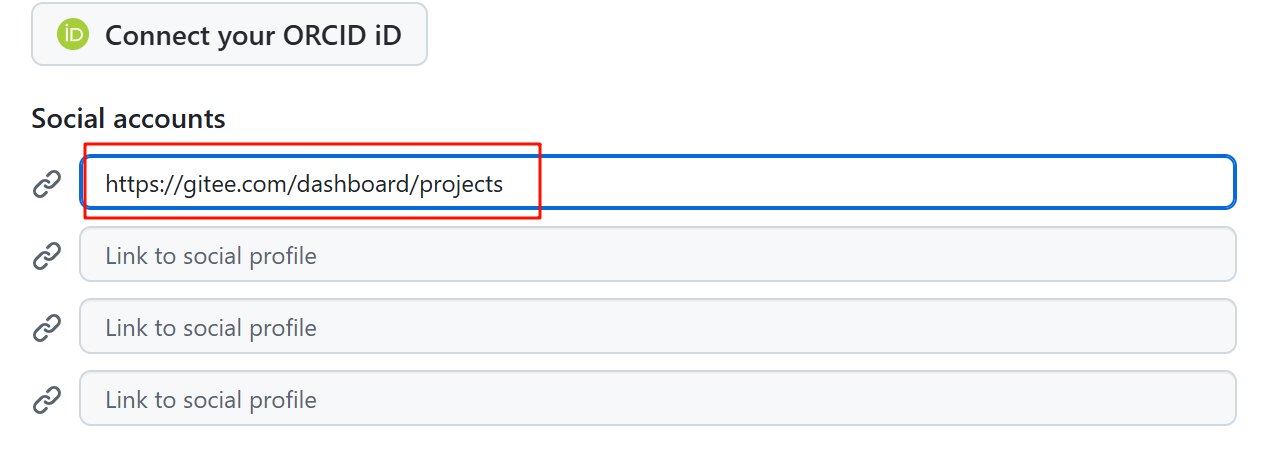 iD Connect your ORCID iD
Social accounts
https://gitee.com/dashboard/projects
Link to social profile
Link to social profile
Link to social profile